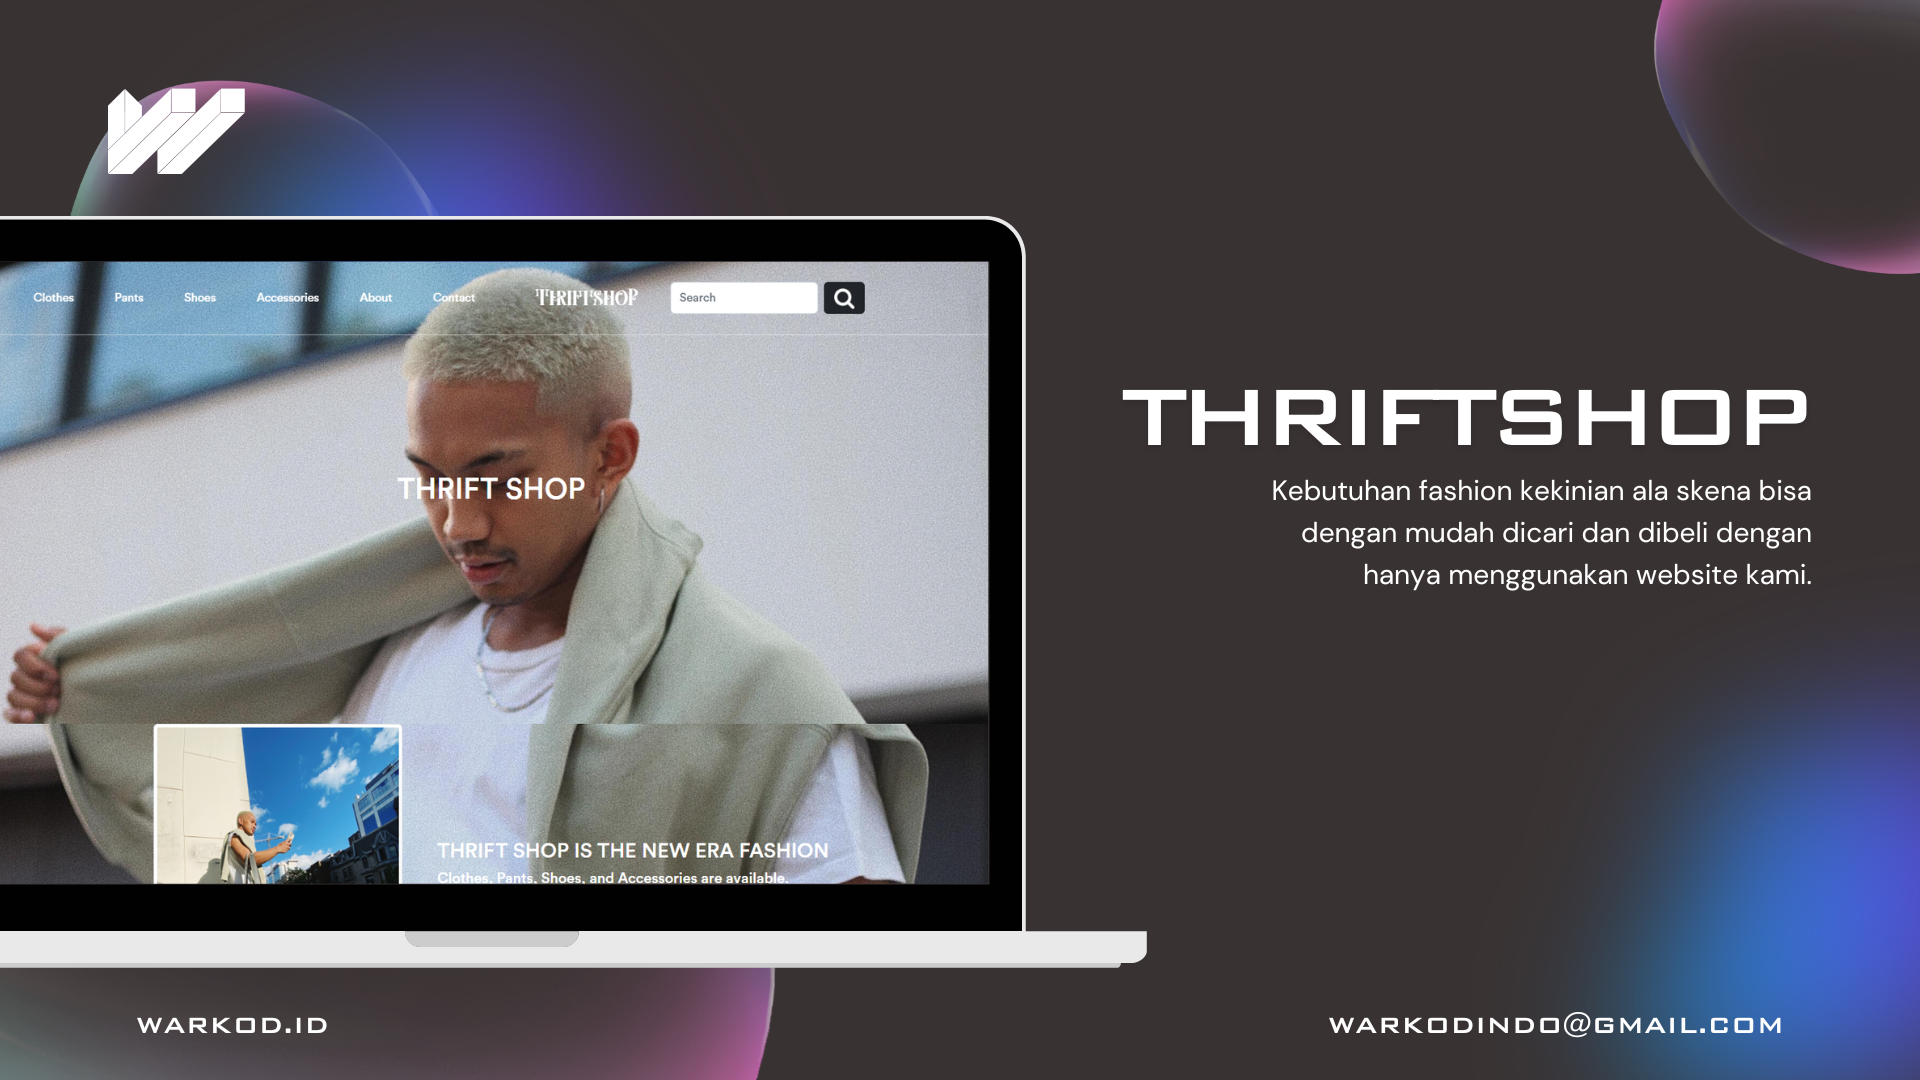 Clothes Pants Shoes Accessories About Contact THRIFTSHOP Search
THRIFT SHOP
THRIFT SHOP IS THE NEW ERA FASHION
Clothes, Pants, Shoes, and Accessories are available.
THRIFTSHOP
Kebutuhan fashion kekinian ala skena bisa
dengan mudah dicari dan dibeli dengan
hanya menggunakan website kami.
WARKOD.ID
WARKODINDO@GMAIL.COM